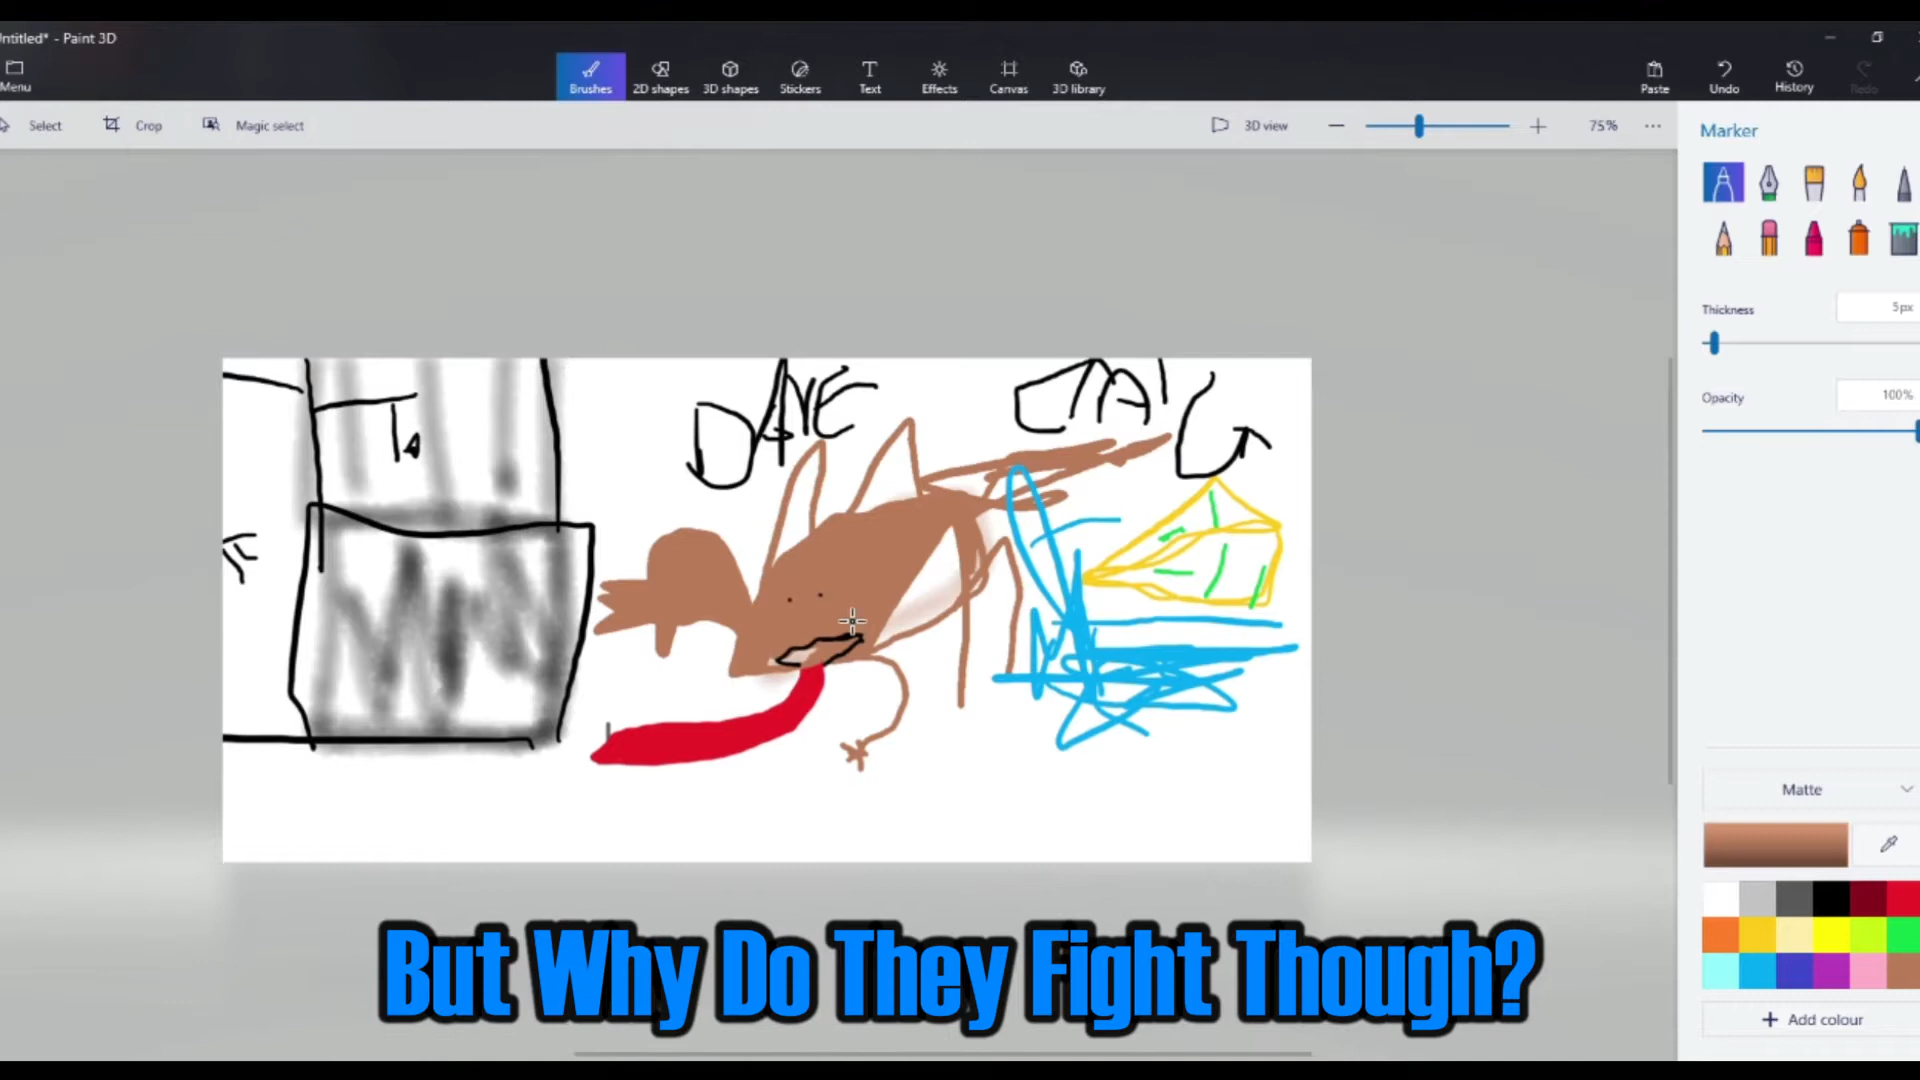 Untitled* - Paint 3D
Menu
Brushes
2D shapes
3D shapes
Stickers
Text
Effects
Canvas
3D library
Paste
Undo
History
Redo
Select
Crop
Magic select
3D view
75%
Marker
Thickness
5px
Opacity
100%
DAVE
Matte
Add colour
But Why Do They Fight Though?